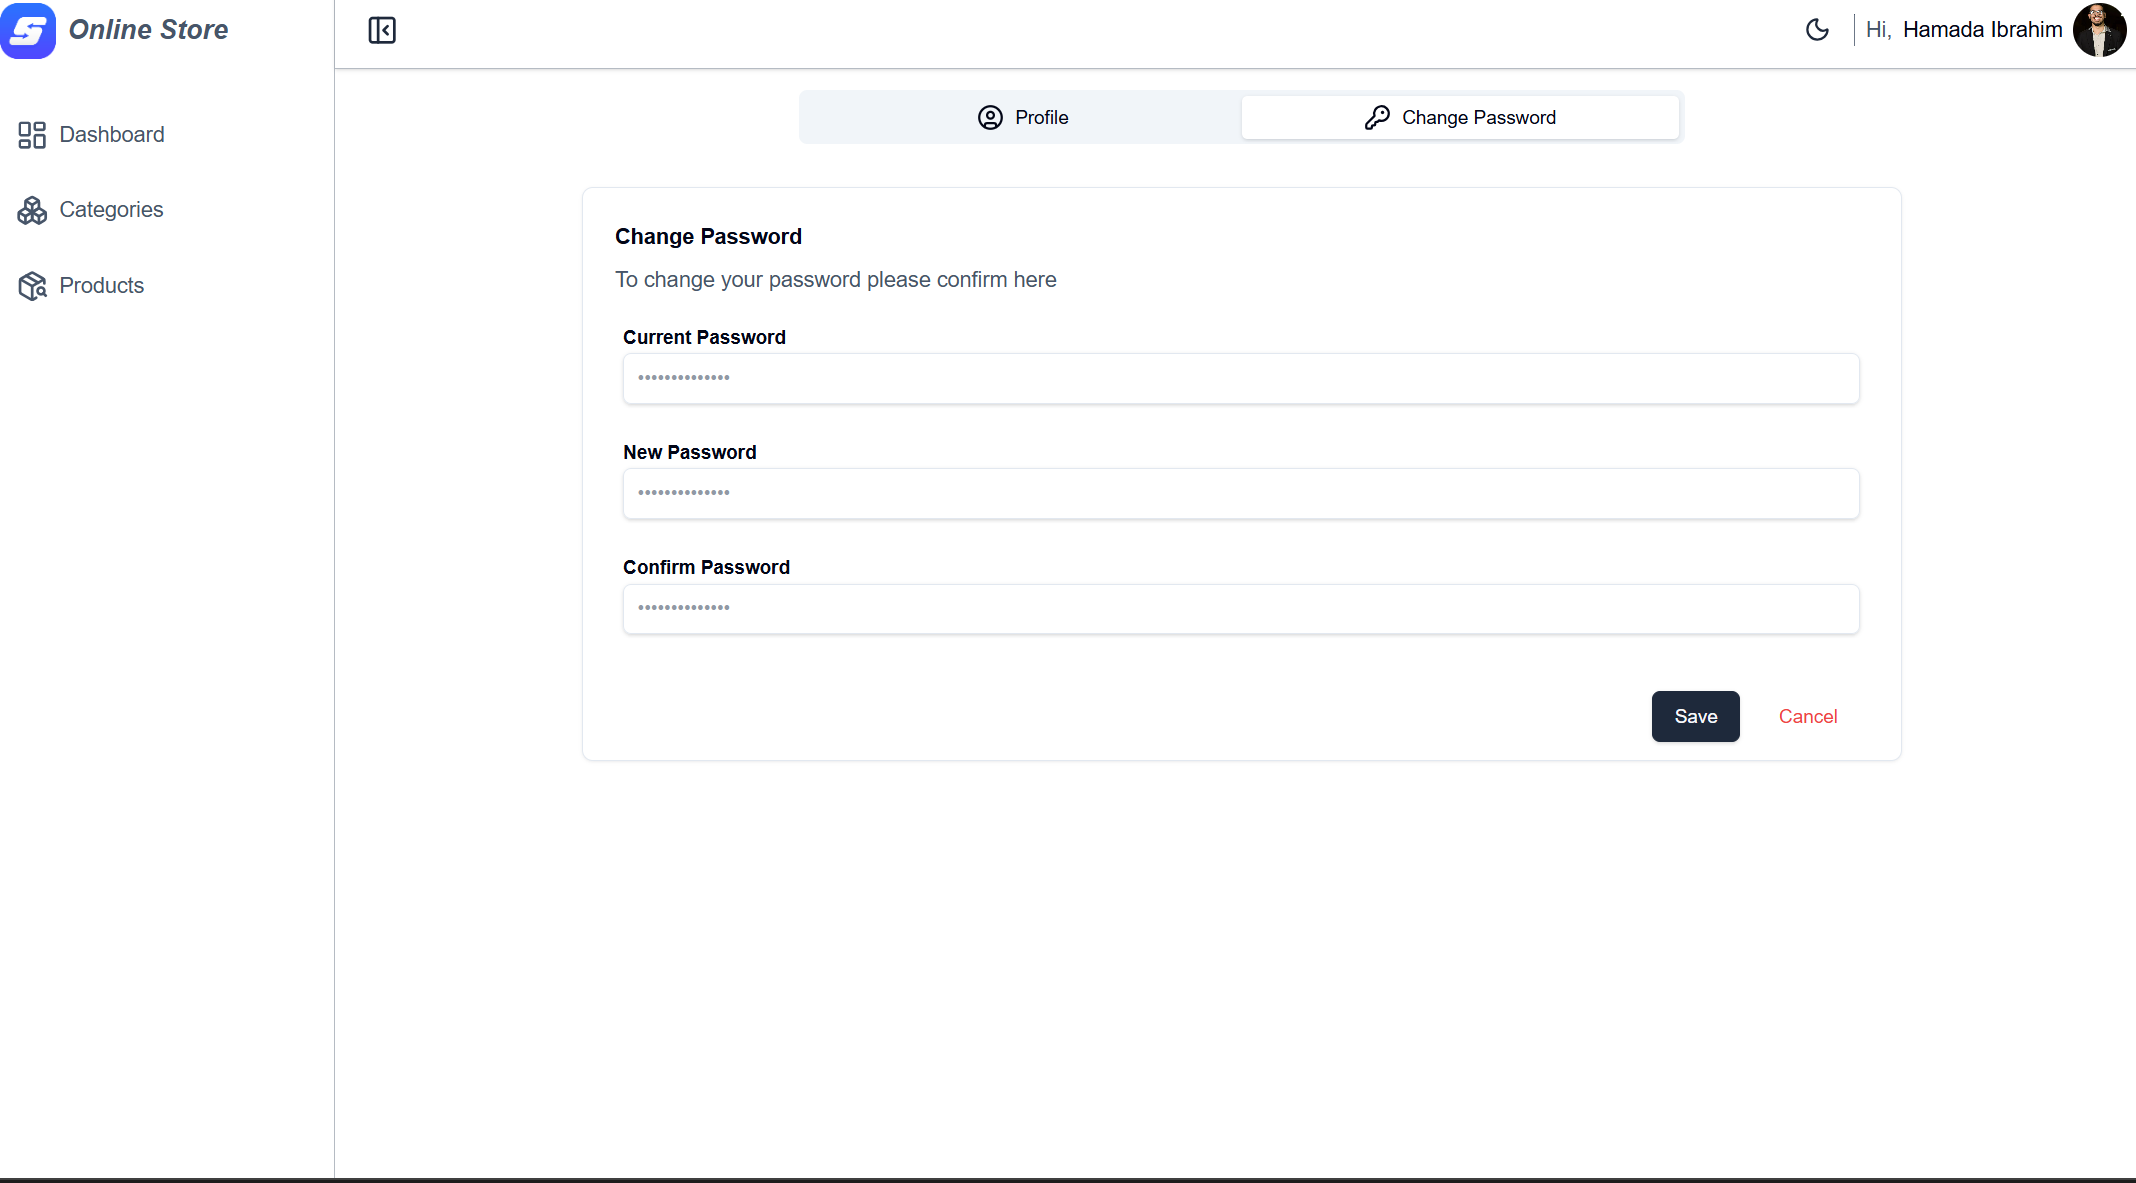 Online Store
Hi, Hamada Ibrahim
Dashboard
Categories
Products
Profile
Change Password
Change Password
To change your password please confirm here
Current Password
••••••••••••••
New Password
••••••••••••••
Confirm Password
••••••••••••••
Save
Cancel